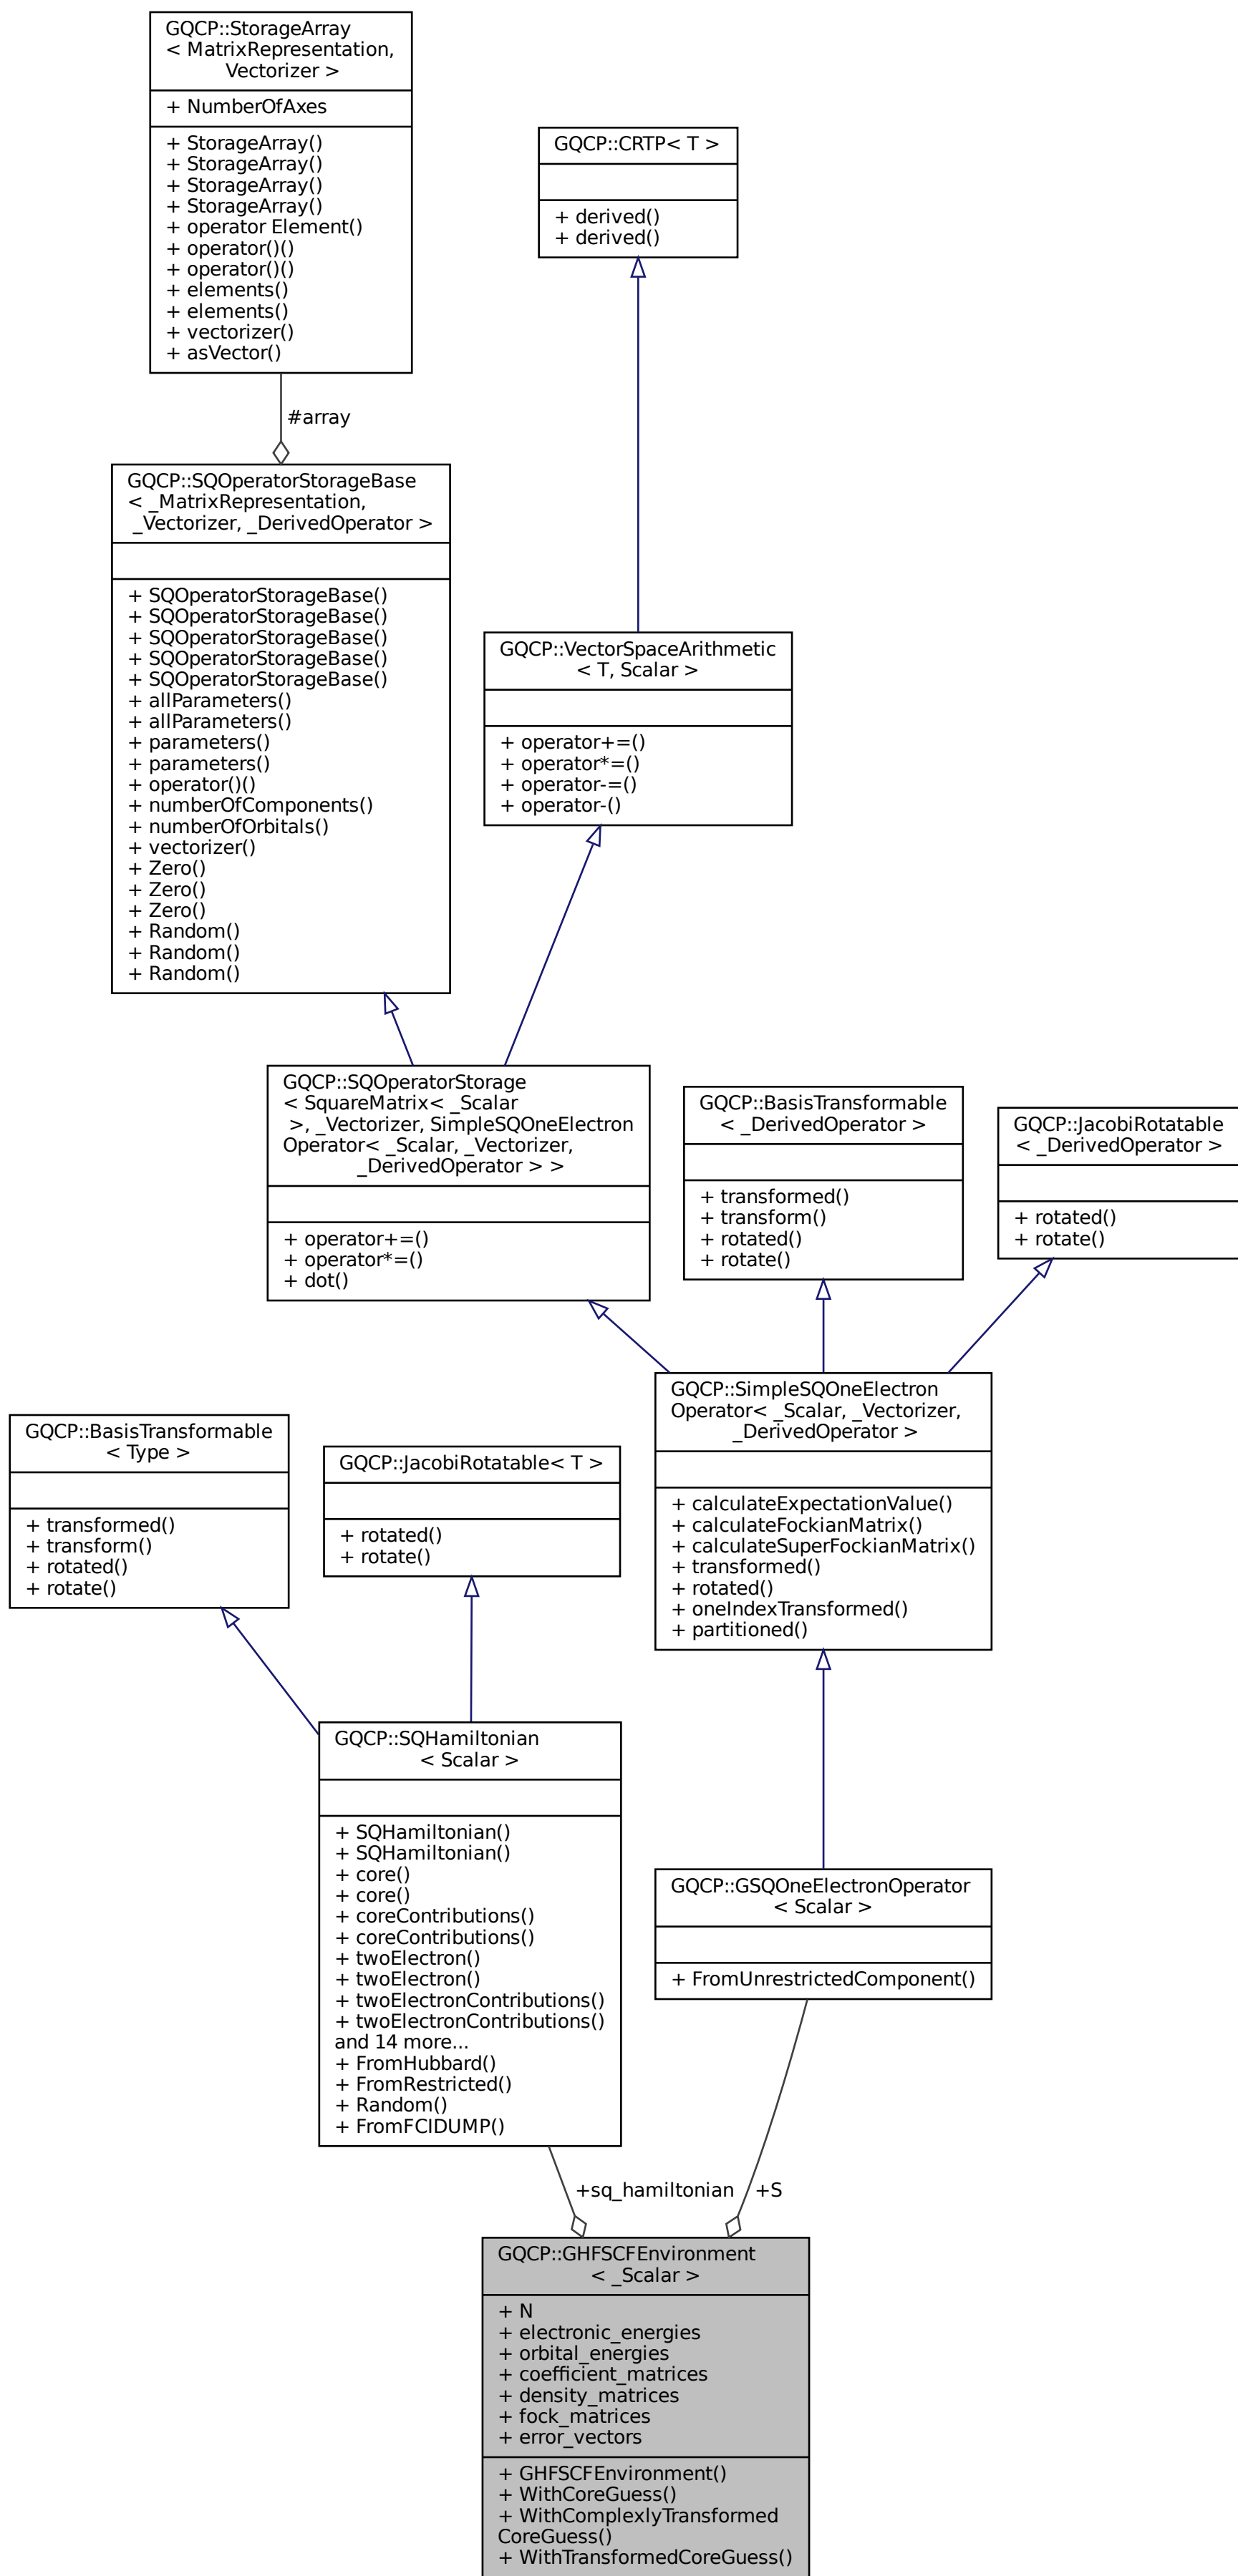 GQCP::StorageArray
< MatrixRepresentation,
Vectorizer >
+ NumberOfAxes
+ StorageArray()
+ StorageArray()
+ StorageArray()
+ StorageArray()
+ operator Element()
+ operator()()
+ operator()()
+ elements()
+ elements()
+ vectorizer()
+ asVector()
GQCP::CRTP< T >
+ derived()
+ derived()
#array
GQCP::SQOperatorStorageBase
< _MatrixRepresentation,
_Vectorizer, _DerivedOperator >
+ SQOperatorStorageBase()
+ SQOperatorStorageBase()
+ SQOperatorStorageBase()
+ SQOperatorStorageBase()
+ SQOperatorStorageBase()
+ allParameters()
+ allParameters()
+ parameters()
+ parameters()
+ operator()()
+ numberOfComponents()
+ numberOfOrbitals()
+ vectorizer()
+ Zero()
+ Zero()
+ Zero()
+ Random()
+ Random()
+ Random()
GQCP::VectorSpaceArithmetic
< T, Scalar >
+ operator+=()
+ operator*=()
+ operator-=()
+ operator-()
GQCP::SQOperatorStorage
< SquareMatrix< _Scalar
>, _Vectorizer, SimpleSQOneElectron
Operator< _Scalar, _Vectorizer,
_DerivedOperator > >
+ operator+=()
+ operator*=()
+ dot()
GQCP::BasisTransformable
< _DerivedOperator >
+ transformed()
+ transform()
+ rotated()
+ rotate()
GQCP::JacobiRotatable
< _DerivedOperator >
+ rotated()
+ rotate()
GQCP::SimpleSQOneElectron
Operator< _Scalar, _Vectorizer,
_DerivedOperator >
+ calculateExpectationValue()
+ calculateFockianMatrix()
+ calculateSuperFockianMatrix()
+ transformed()
+ rotated()
+ oneIndexTransformed()
+ partitioned()
GQCP::BasisTransformable
< Type >
+ transformed()
+ transform()
+ rotated()
+ rotate()
GQCP::JacobiRotatable< T >
+ rotated()
+ rotate()
GQCP::SQHamiltonian
< Scalar >
+ SQHamiltonian()
+ SQHamiltonian()
+ core()
+ core()
+ coreContributions()
+ coreContributions()
+ twoElectron()
+ twoElectron()
+ twoElectronContributions()
+ twoElectronContributions()
and 14 more...
+ FromHubbard()
+ FromRestricted()
+ Random()
+ FromFCIDUMP()
GQCP::GSQOneElectronOperator
< Scalar >
+ FromUnrestrictedComponent()
+sq_hamiltonian
+S
GQCP::GHFSCFEnvironment
< _Scalar >
+ N
+ electronic_energies
+ orbital_energies
+ coefficient_matrices
+ density_matrices
+ fock_matrices
+ error_vectors
+ GHFSCFEnvironment()
+ WithCoreGuess()
+ WithComplexlyTransformed
CoreGuess()
+ WithTransformedCoreGuess()